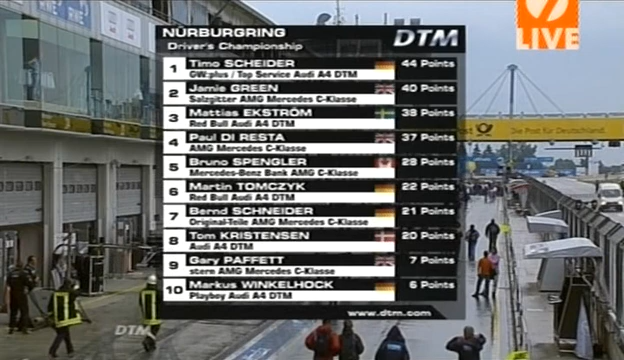 NÜRBURGRING
Driver's Championship
DTM
7
LIVE
1 Timo SCHEIDER 44 Points
GW:plus / Top Service Audi A4 DTM
2 Jamie GREEN 40 Points
Salzgitter AMG Mercedes C-Klasse
3 Mattias EKSTRÖM 38 Points
Red Bull Audi A4 DTM
4 Paul DI RESTA 37 Points
AMG Mercedes C-Klasse
5 Bruno SPENGLER 28 Points
Mercedes-Benz Bank AMG C-Klasse
6 Martin TOMCZYK 22 Points
Red Bull Audi A4 DTM
7 Bernd SCHNEIDER 21 Points
Original-Teile AMG Mercedes C-Klasse
8 Tom KRISTENSEN 20 Points
Audi A4 DTM
9 Gary PAFFETT 7 Points
stern AMG Mercedes C-Klasse
10 Markus WINKELHOCK 6 Points
Playboy Audi A4 DTM
www.dtm.com
Die Post für Deutschland.
DTM